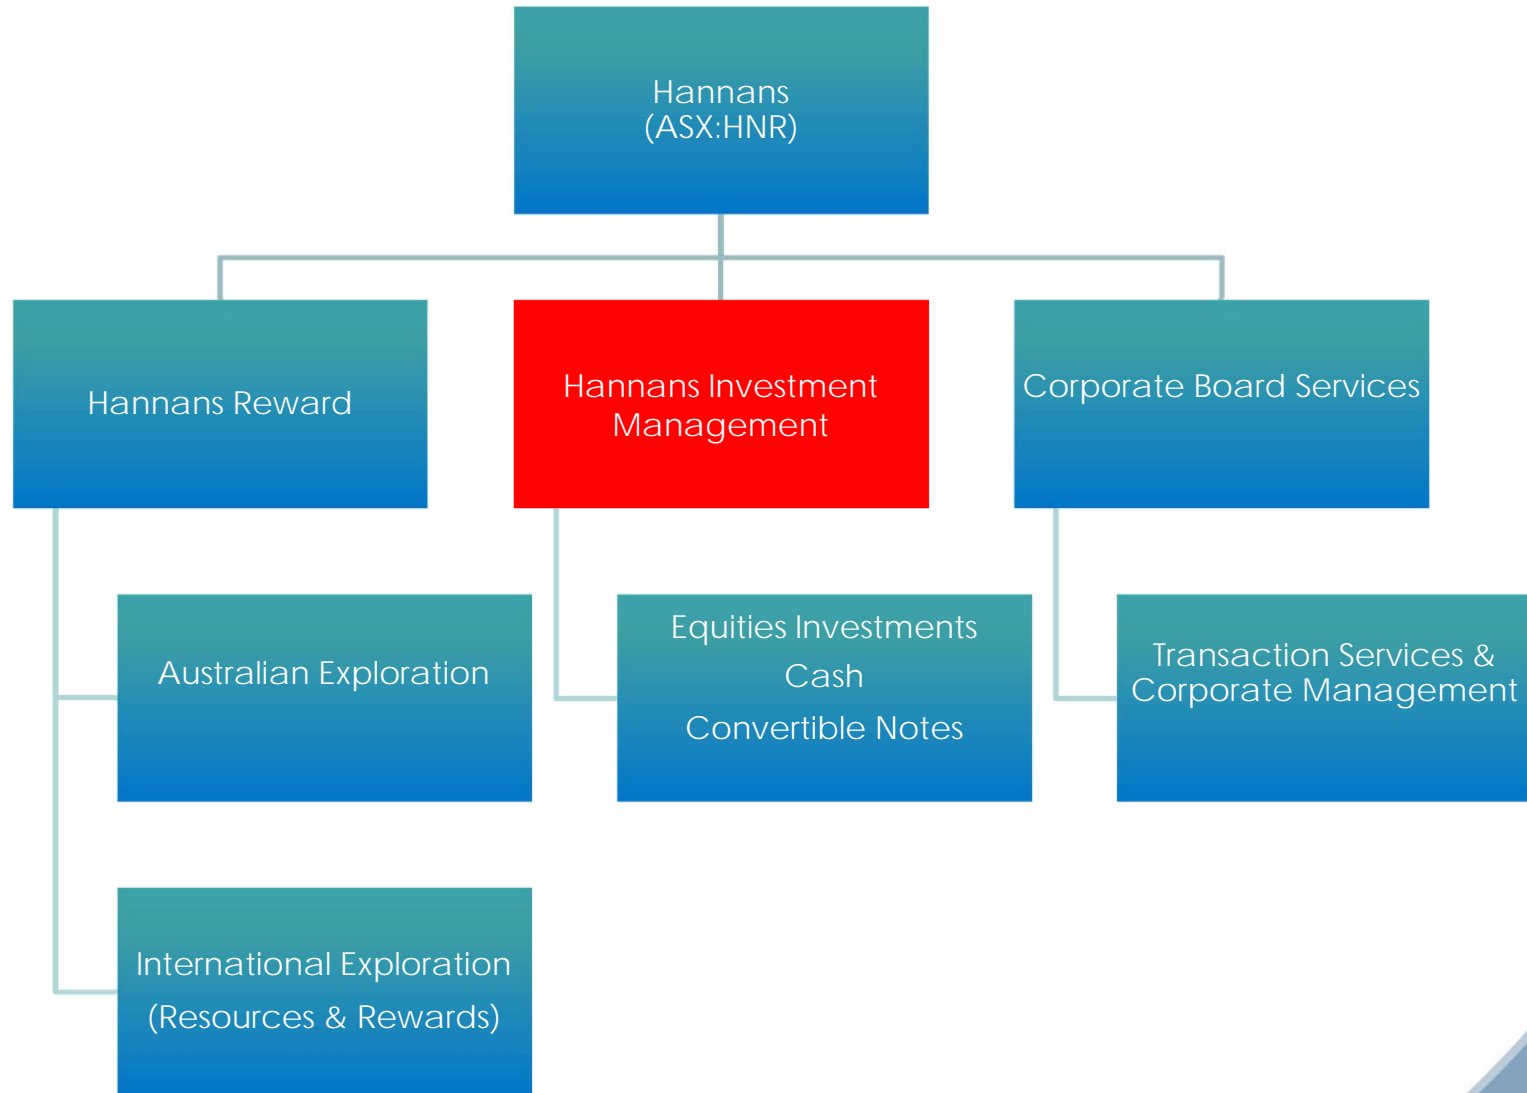 Hannans
(ASX:HNR)
Hannans Reward
Hannans Investment
Management
Corporate Board Services
Australian Exploration
Equities Investments
Cash
Convertible Notes
Transaction Services &
Corporate Management
International Exploration
(Resources & Rewards)